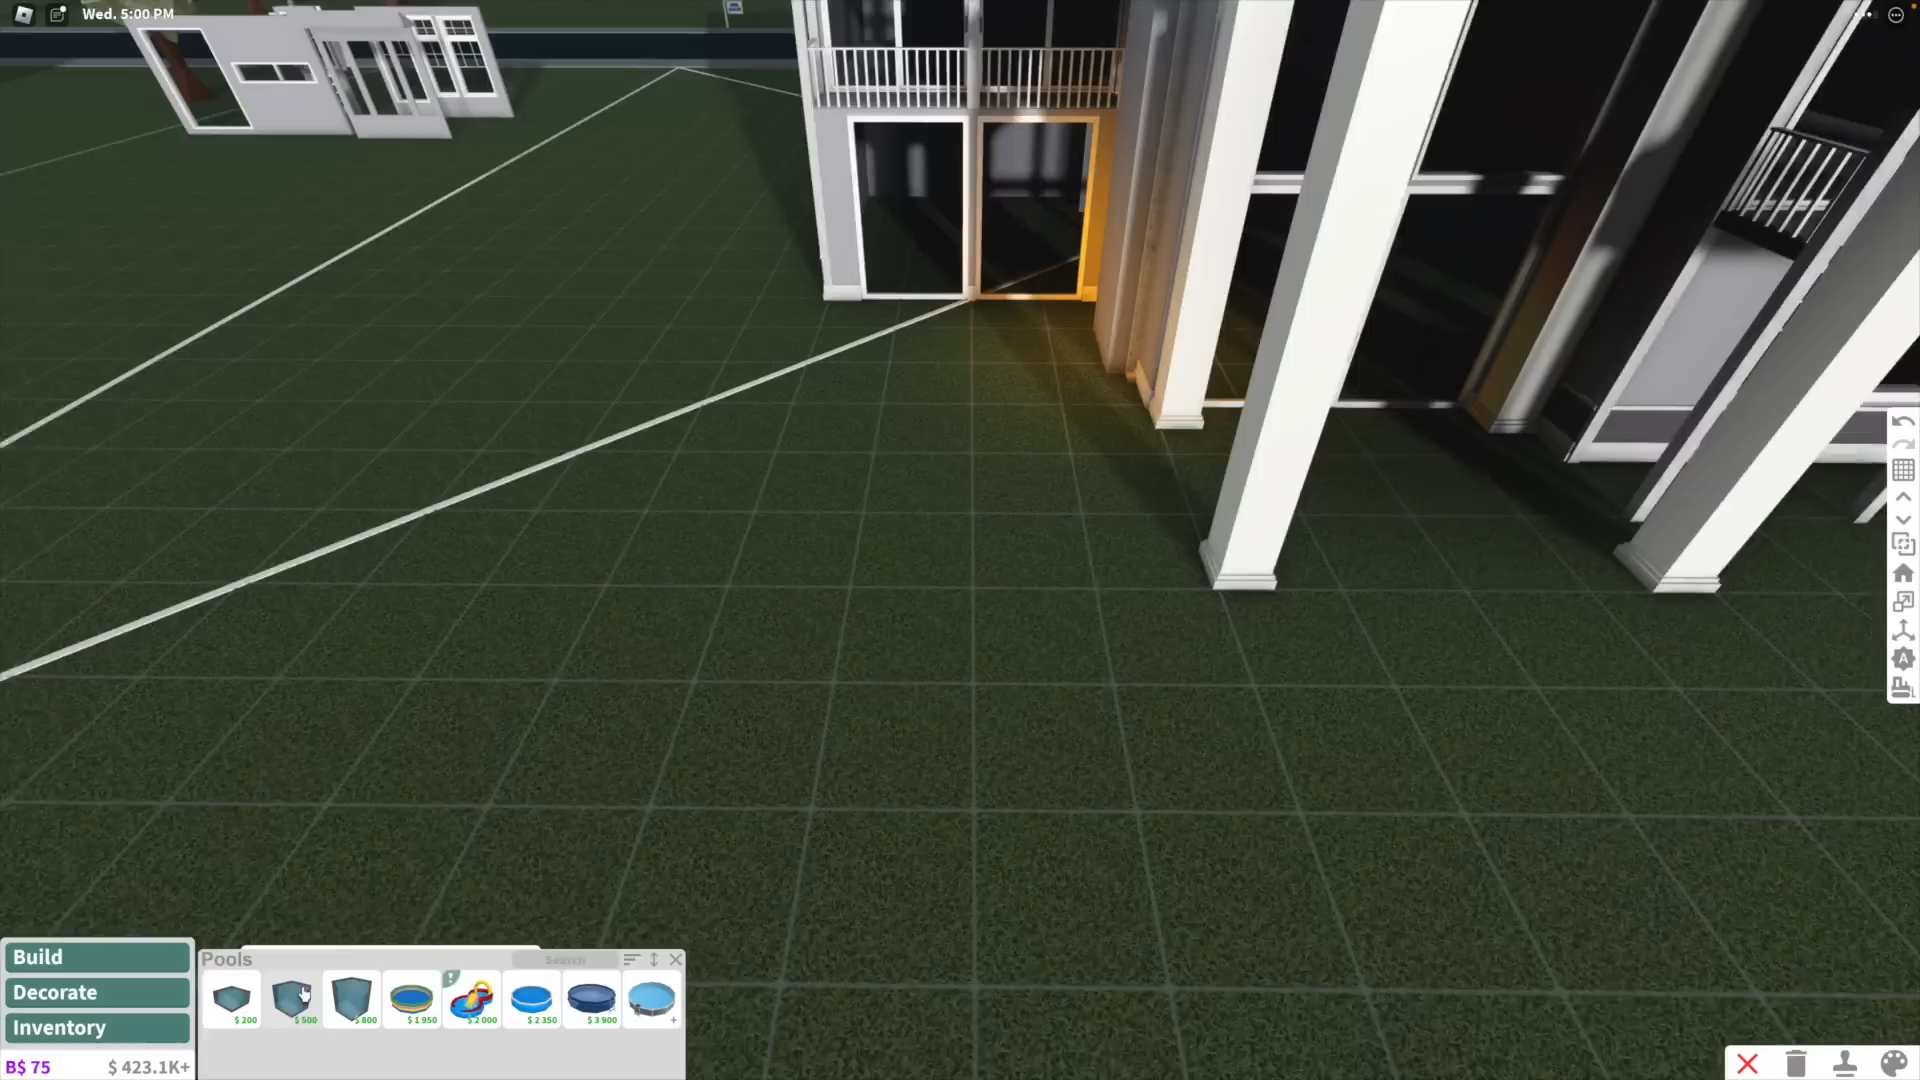 Wed. 5:00 PM
Build
Decorate
Inventory
B$ 75
$ 423.1K+
Pools
Search
$ 200
$ 500
$ 800
$ 1 950
$ 2 000
$ 2 350
$ 3 900
+